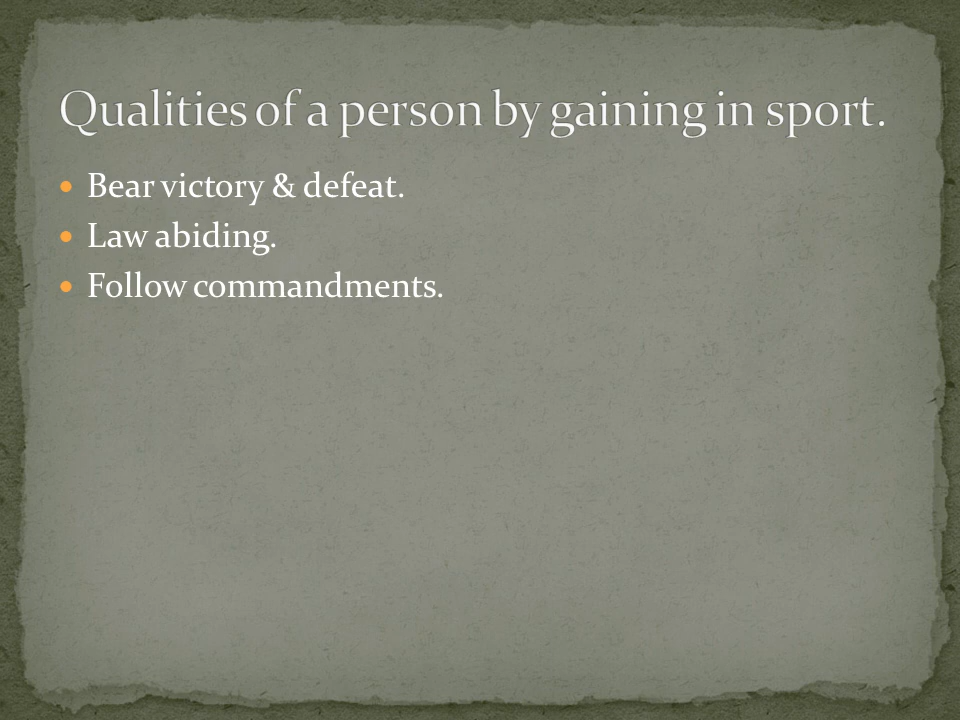 Qualities of a person by gaining in sport.
Bear victory & defeat.
Law abiding.
Follow commandments.